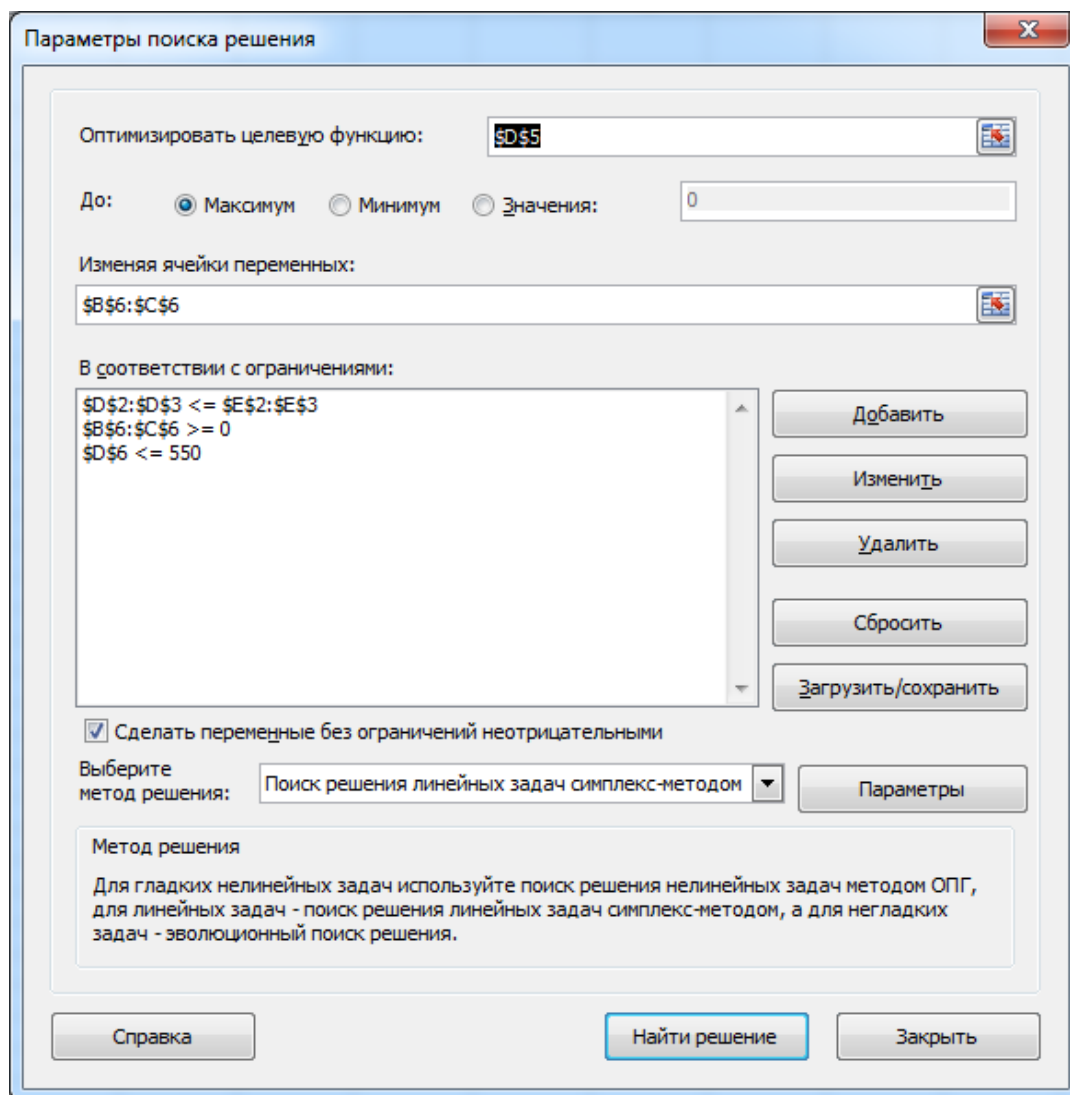 Параметры поиска решения
Оптимизировать целевую функцию:
$D$5
До:
Максимум
Минимум
Значения:
0
Изменяя ячейки переменных:
$B$6:$C$6
В соответствии с ограничениями:
$D$2:$D$3 <= $E$2:$E$3
$B$6:$C$6 >= 0
$D$6 <= 550
Добавить
Изменить
Удалить
Сбросить
Загрузить/сохранить
Сделать переменные без ограничений неотрицательными
Выберите
метод решения:
Поиск решения линейных задач симплекс-методом
Параметры
Метод решения
Для гладких нелинейных задач используйте поиск решения нелинейных задач методом ОПГ,
для линейных задач - поиск решения линейных задач симплекс-методом, а для негладких
задач - эволюционный поиск решения.
Справка
Найти решение
Закрыть